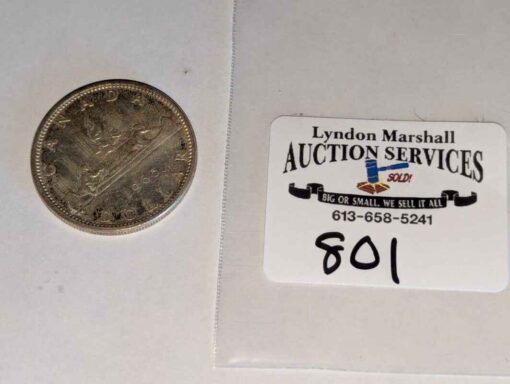 CANADA
DOLLAR
Lyndon Marshall
AUCTION SERVICES
SOLD!
BIG OR SMALL, WE SELL IT ALL
613-658-5241
801